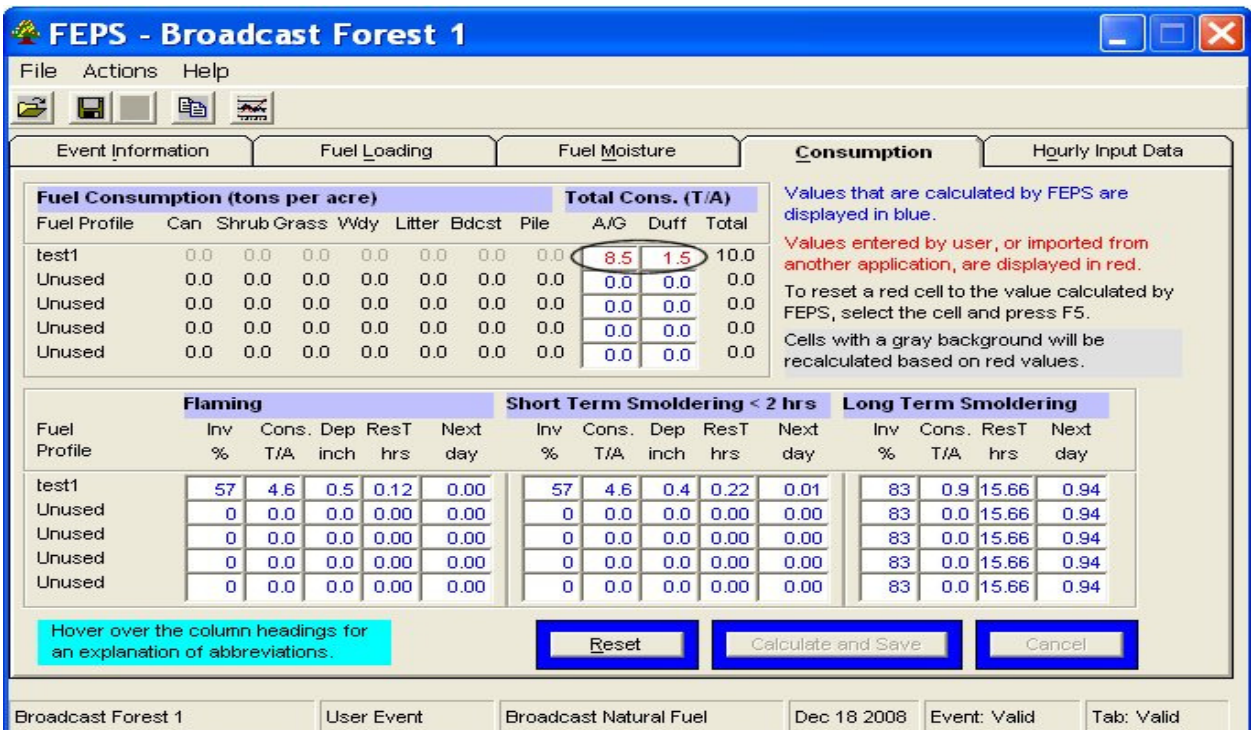 FEPS - Broadcast Forest 1
File Actions Help
Event Information Fuel Loading Fuel Moisture Consumption Hourly Input Data
Fuel Consumption (tons per acre) Total Cons. (T/A)
Fuel Profile Can Shrub Grass Wdy Litter Bdcst Pile A/G Duff Total
test1 0.0 0.0 0.0 0.0 0.0 0.0 0.0 8.5 1.5 10.0
Unused 0.0 0.0 0.0 0.0 0.0 0.0 0.0 0.0 0.0 0.0
Unused 0.0 0.0 0.0 0.0 0.0 0.0 0.0 0.0 0.0 0.0
Unused 0.0 0.0 0.0 0.0 0.0 0.0 0.0 0.0 0.0 0.0
Unused 0.0 0.0 0.0 0.0 0.0 0.0 0.0 0.0 0.0 0.0
Values that are calculated by FEPS are
displayed in blue.
Values entered by user, or imported from
another application, are displayed in red.
To reset a red cell to the value calculated by
FEPS, select the cell and press F5.
Cells with a gray background will be
recalculated based on red values.
Flaming Short Term Smoldering < 2 hrs Long Term Smoldering
Fuel Inv Cons. Dep ResT Next Inv Cons. Dep ResT Next Inv Cons. ResT Next
Profile % T/A inch hrs day % T/A inch hrs day % T/A hrs day
test1 57 4.6 0.5 0.12 0.00 57 4.6 0.4 0.22 0.01 83 0.9 15.66 0.94
Unused 0 0.0 0.0 0.00 0.00 0 0.0 0.0 0.00 0.00 83 0.0 15.66 0.94
Unused 0 0.0 0.0 0.00 0.00 0 0.0 0.0 0.00 0.00 83 0.0 15.66 0.94
Unused 0 0.0 0.0 0.00 0.00 0 0.0 0.0 0.00 0.00 83 0.0 15.66 0.94
Unused 0 0.0 0.0 0.00 0.00 0 0.0 0.0 0.00 0.00 83 0.0 15.66 0.94
Hover over the column headings for
an explanation of abbreviations.
Reset Calculate and Save Cancel
Broadcast Forest 1 User Event Broadcast Natural Fuel Dec 18 2008 Event: Valid Tab: Valid